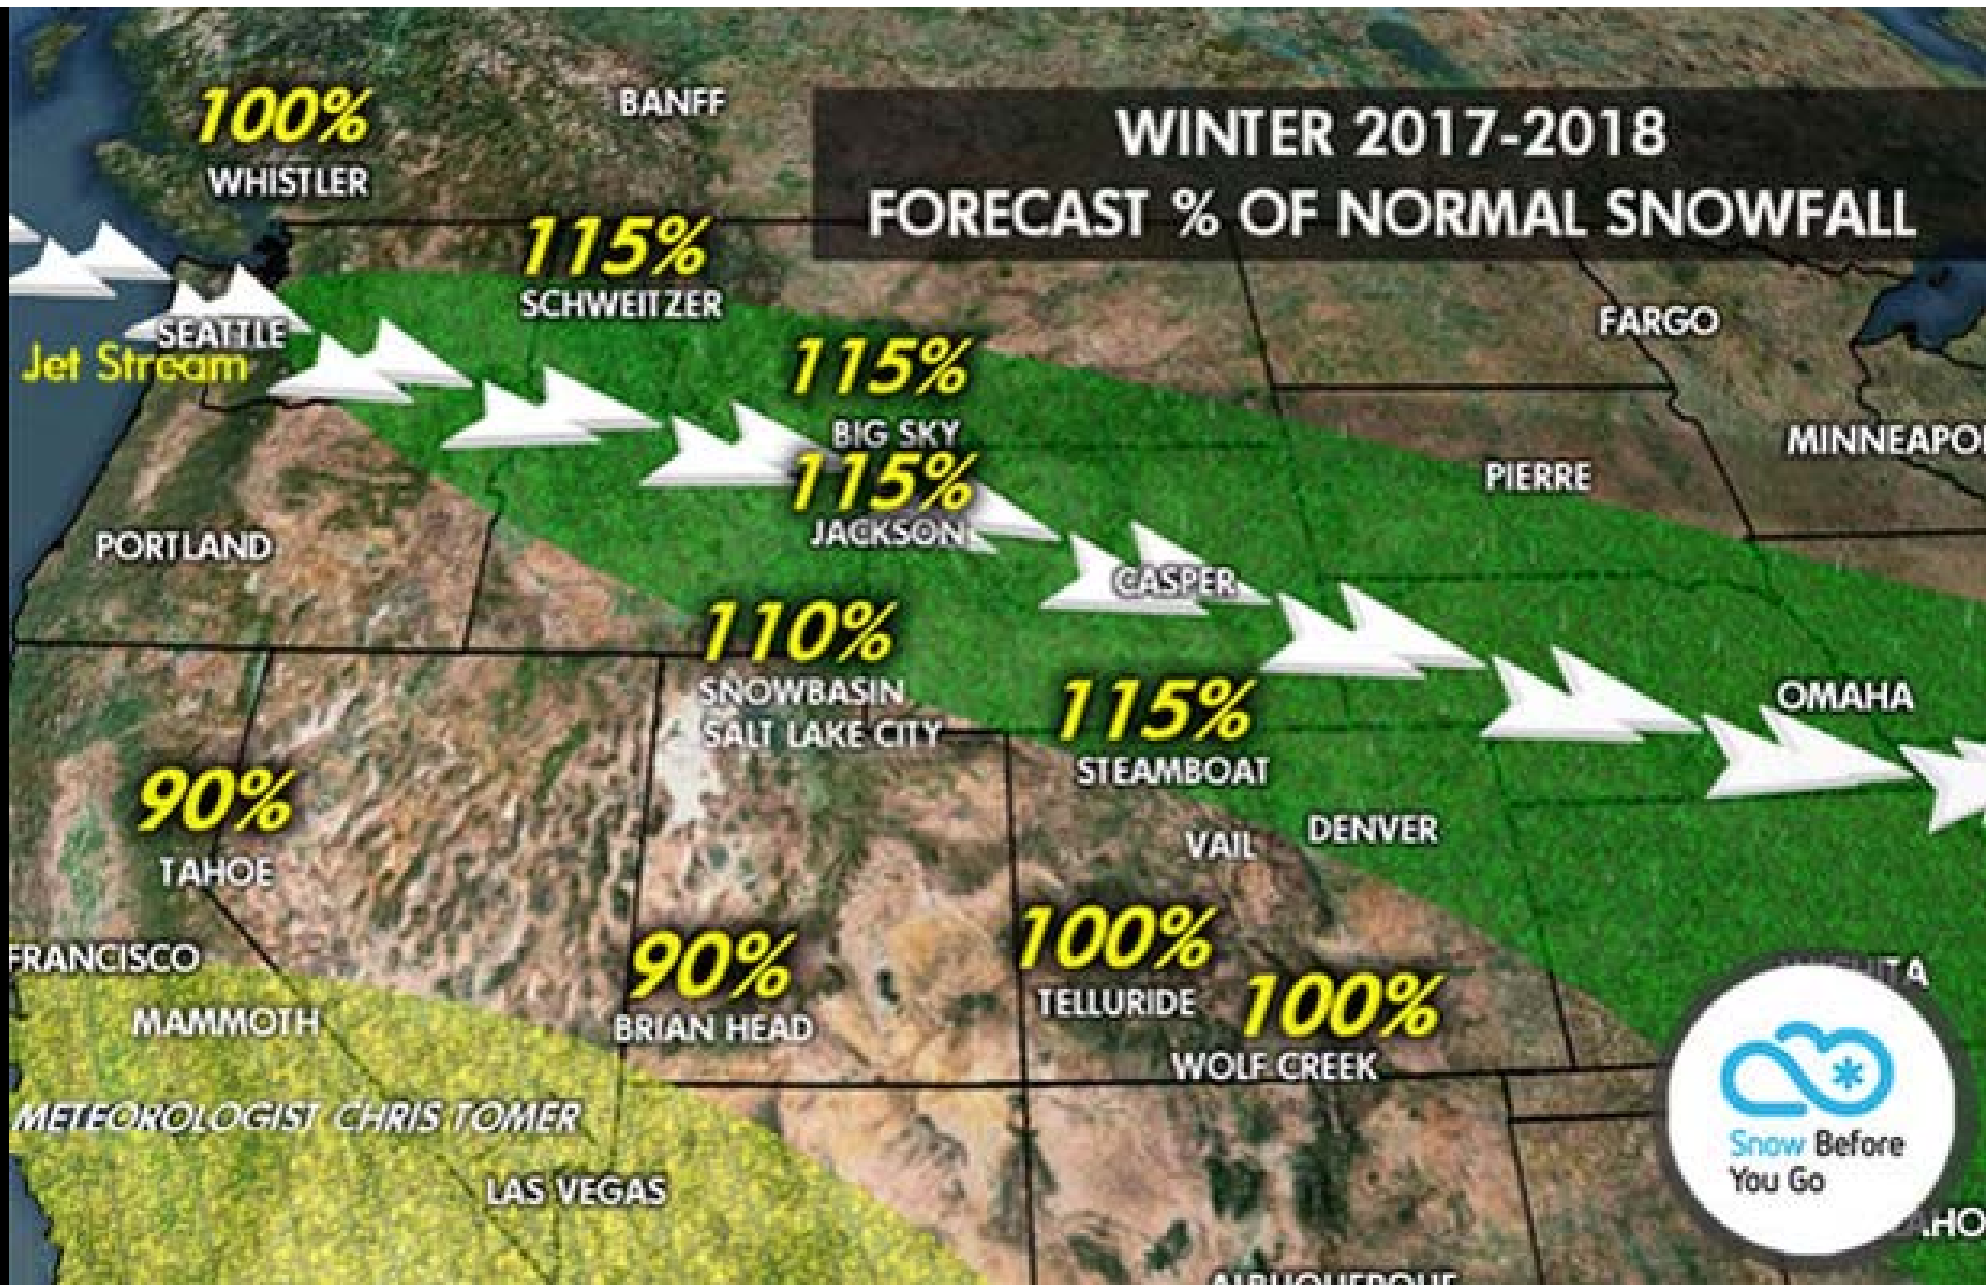 100%
WHISTLER
BANFF
WINTER 2017-2018
FORECAST % OF NORMAL SNOWFALL
115%
SCHWEITZER
SEATTLE
Jet Stream
115%
BIG SKY
115%
JACKSON
FARGO
MINNEAPO
PIERRE
PORTLAND
CASPER
110%
SNOWBASIN
SALT LAKE CITY
115%
STEAMBOAT
OMAHA
90%
TAHOE
VAIL
DENVER
FRANCISCO
MAMMOTH
90%
BRIAN HEAD
100%
TELLURIDE
100%
WOLF CREEK
METEOROLOGIST CHRIS TOMER
LAS VEGAS
Snow Before
You Go